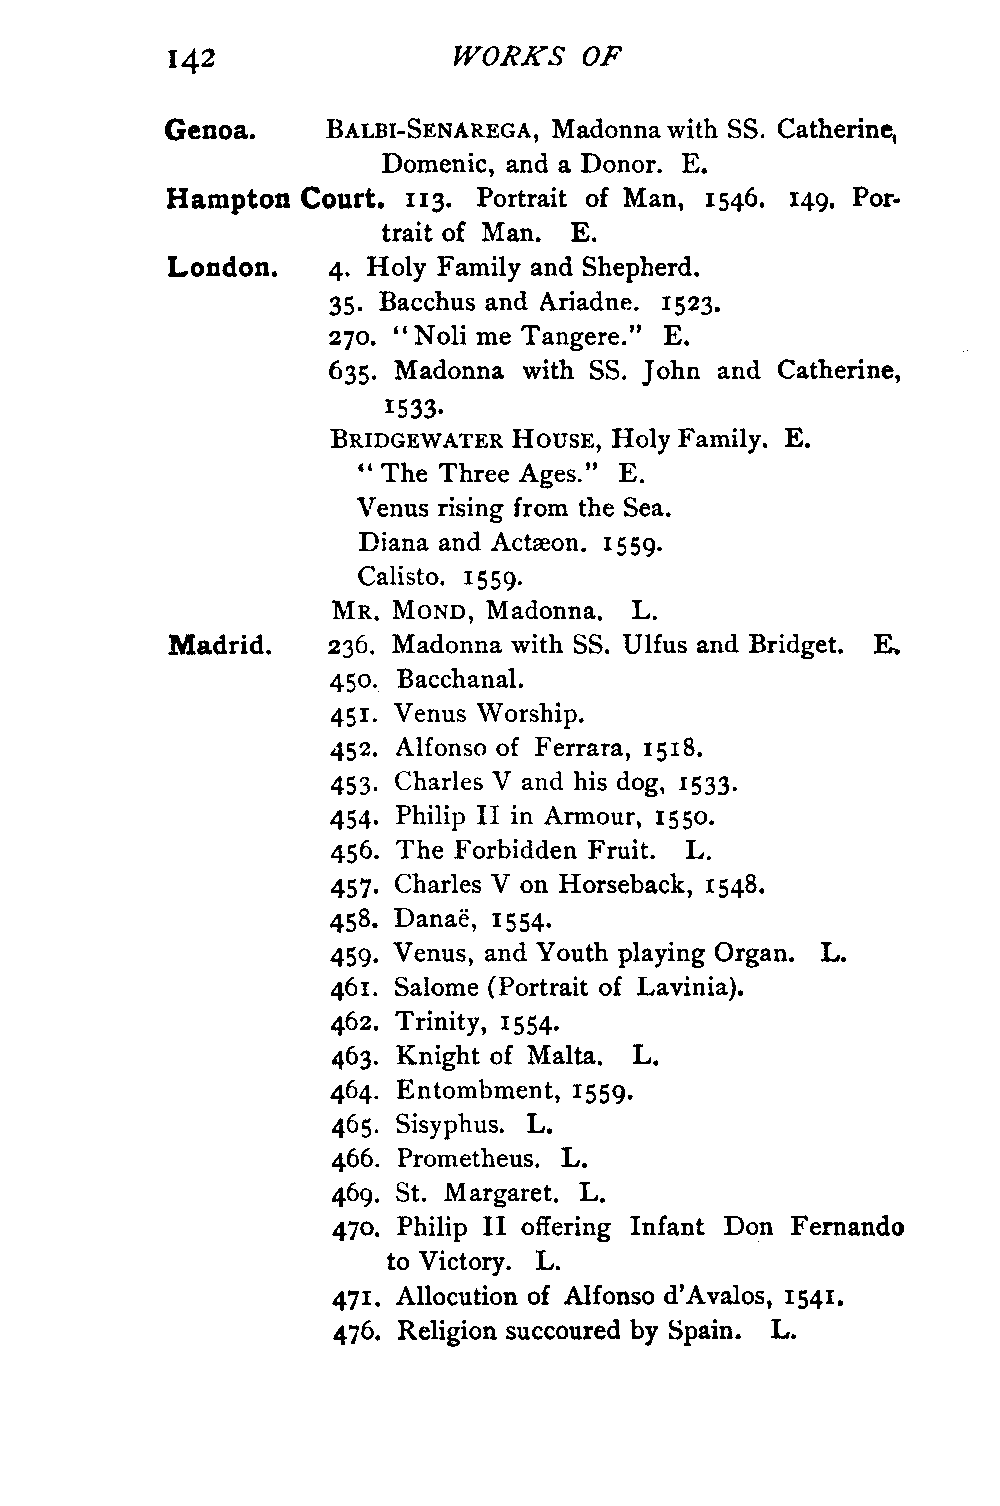 142 WORKS OF
Genoa. BALBI-SENAREGA, Madonna with SS. Catherine,
Domenic, and a Donor. E.
Hampton Court. 113. Portrait of Man, 1546. 149. Por-
trait of Man. E.
London. 4. Holy Family and Shepherd.
35. Bacchus and Ariadne. 1523.
270. "Noli me Tangere." E.
635. Madonna with SS. John and Catherine,
1533.
BRIDGEWATER HOUSE, Holy Family. E.
"The Three Ages." E.
Venus rising from the Sea.
Diana and Actæon. 1559.
Calisto. 1559.
MR. MOND, Madonna. L.
Madrid. 236. Madonna with SS. Ulfus and Bridget. E.
450. Bacchanal.
451. Venus Worship.
452. Alfonso of Ferrara, 1518.
453. Charles V and his dog, 1533.
454. Philip II in Armour, 1550.
456. The Forbidden Fruit. L.
457. Charles V on Horseback, 1548.
458. Danaë, 1554.
459. Venus, and Youth playing Organ. L.
461. Salome (Portrait of Lavinia).
462. Trinity, 1554.
463. Knight of Malta. L.
464. Entombment, 1559.
465. Sisyphus. L.
466. Prometheus. L.
469. St. Margaret. L.
470. Philip II offering Infant Don Fernando
to Victory. L.
471. Allocution of Alfonso d'Avalos, 1541.
476. Religion succoured by Spain. L.